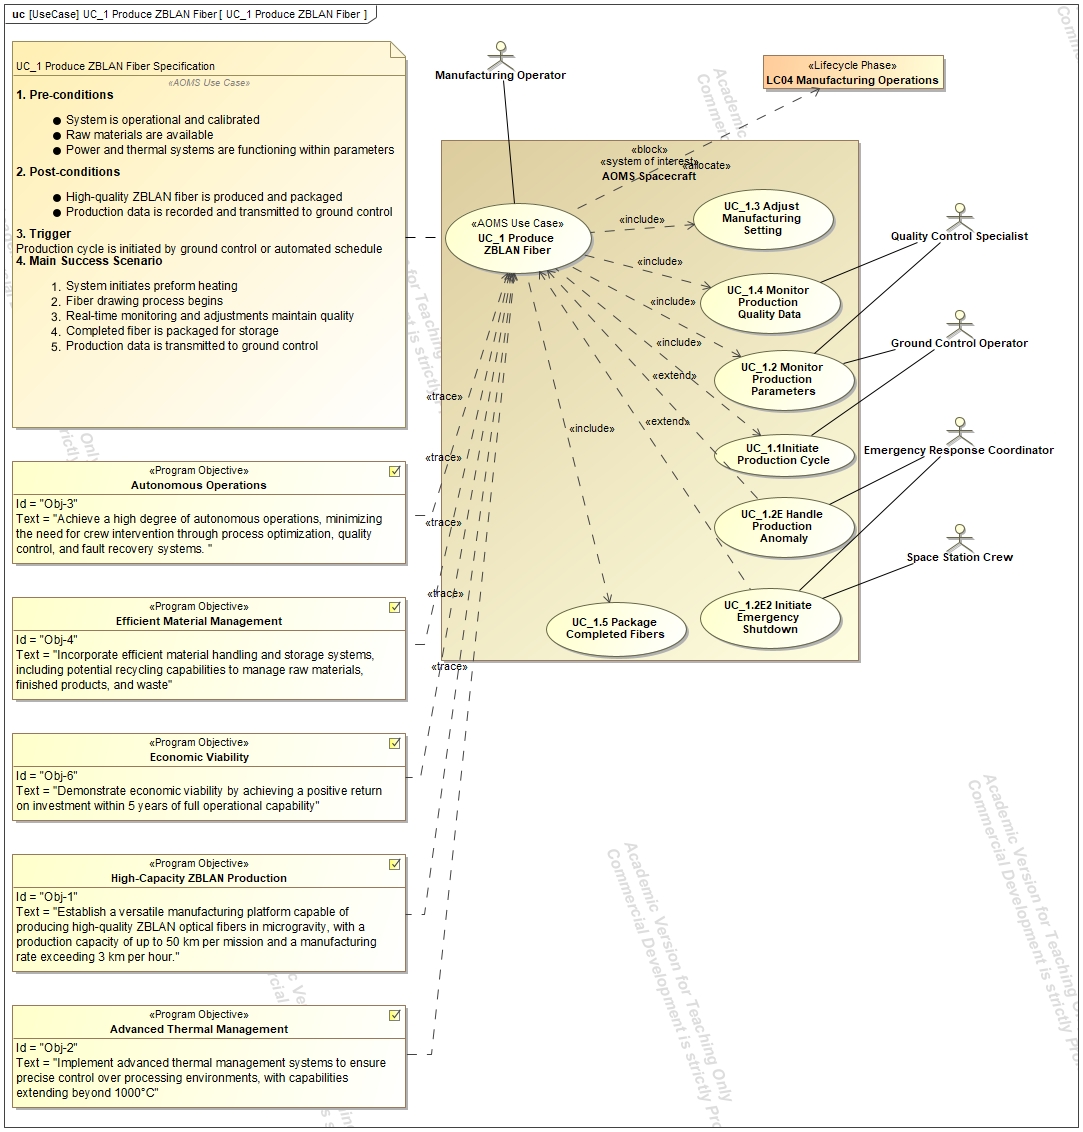 uc [UseCase] UC_1 Produce ZBLAN Fiber [ UC_1 Produce ZBLAN Fiber ]
UC_1 Produce ZBLAN Fiber Specification
«AOMS Use Case»
1. Pre-conditions
● System is operational and calibrated
● Raw materials are available
● Power and thermal systems are functioning within parameters
2. Post-conditions
● High-quality ZBLAN fiber is produced and packaged
● Production data is recorded and transmitted to ground control
3. Trigger
Production cycle is initiated by ground control or automated schedule
4. Main Success Scenario
1. System initiates preform heating
2. Fiber drawing process begins
3. Real-time monitoring and adjustments maintain quality
4. Completed fiber is packaged for storage
5. Production data is transmitted to ground control
«Program Objective»
Autonomous Operations
Id = "Obj-3"
Text = "Achieve a high degree of autonomous operations, minimizing
the need for crew intervention through process optimization, quality
control, and fault recovery systems. "
«Program Objective»
Efficient Material Management
Id = "Obj-4"
Text = "Incorporate efficient material handling and storage systems,
including potential recycling capabilities to manage raw materials,
finished products, and waste"
«Program Objective»
Economic Viability
Id = "Obj-6"
Text = "Demonstrate economic viability by achieving a positive return
on investment within 5 years of full operational capability"
«Program Objective»
High-Capacity ZBLAN Production
Id = "Obj-1"
Text = "Establish a versatile manufacturing platform capable of
producing high-quality ZBLAN optical fibers in microgravity, with a
production capacity of up to 50 km per mission and a manufacturing
rate exceeding 3 km per hour."
«Program Objective»
Advanced Thermal Management
Id = "Obj-2"
Text = "Implement advanced thermal management systems to ensure
precise control over processing environments, with capabilities
extending beyond 1000°C"
Manufacturing Operator
«Lifecycle Phase»
LC04 Manufacturing Operations
«block»
«system of interest»
AOMS Spacecraft
«allocate»
«AOMS Use Case»
UC_1 Produce
ZBLAN Fiber
«include»
UC_1.3 Adjust
Manufacturing
Setting
«include»
UC_1.4 Monitor
Production
Quality Data
«include»
UC_1.2 Monitor
Production
Parameters
«include»
UC_1.1Initiate
Production Cycle
«extend»
UC_1.2E Handle
Production
Anomaly
«extend»
UC_1.2E2 Initiate
Emergency
Shutdown
«include»
UC_1.5 Package
Completed Fibers
«trace»
«trace»
«trace»
«trace»
«trace»
Quality Control Specialist
Ground Control Operator
Emergency Response Coordinator
Space Station Crew
Academic Version for Teaching Only
Commercial Development is strictly Pro
Academic Version for Teaching On
Commercial Development is strictly Pro